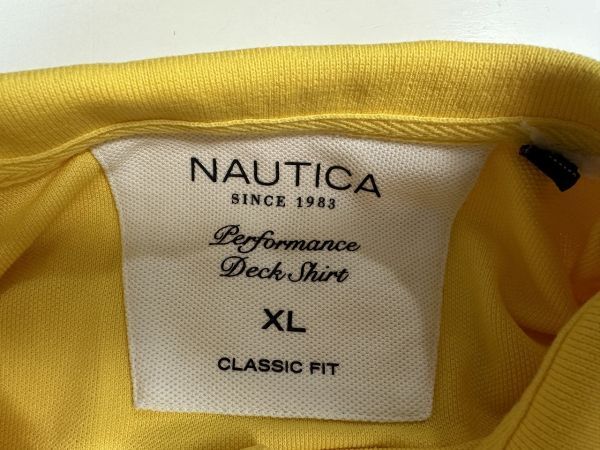 NAUTICA
SINCE 1983
Performance
Deck Shirt
XL
CLASSIC FIT